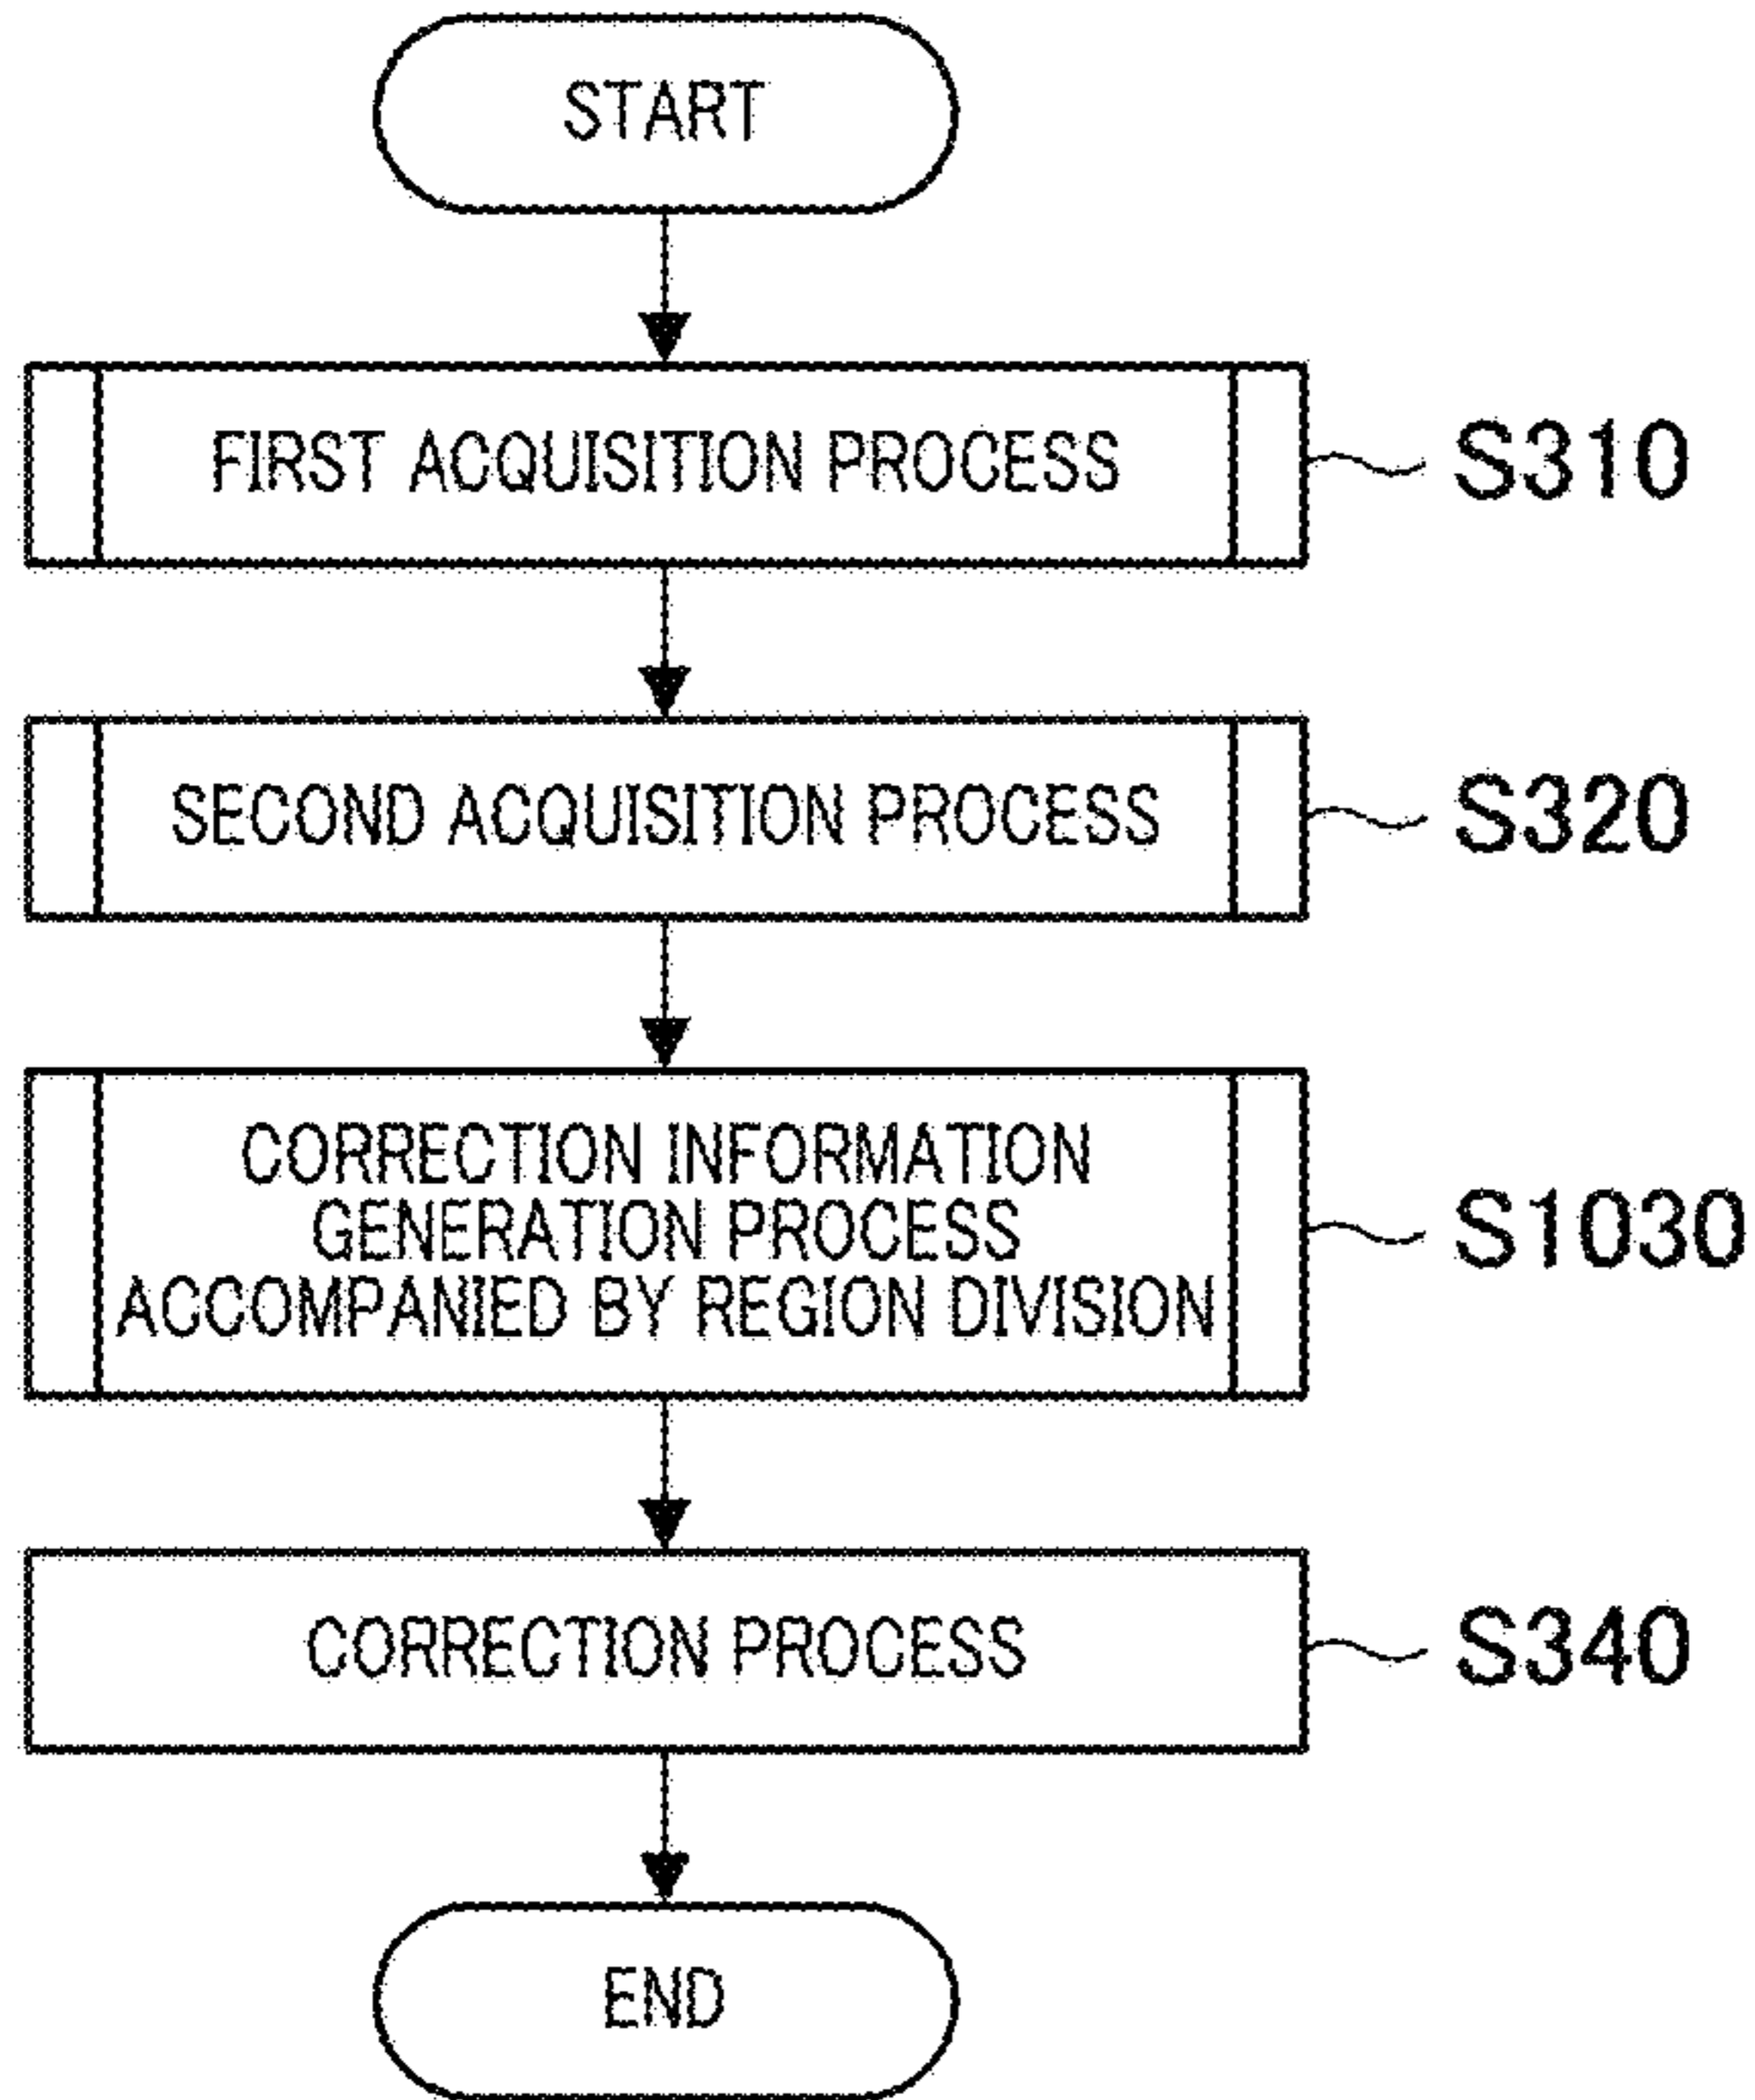 START
FIRST ACQUISITION PROCESS
S310
SECOND ACQUISITION PROCESS
S320
CORRECTION INFORMATION
GENERATION PROCESS
ACCOMPANIED BY REGION DIVISION
S1030
CORRECTION PROCESS
S340
END